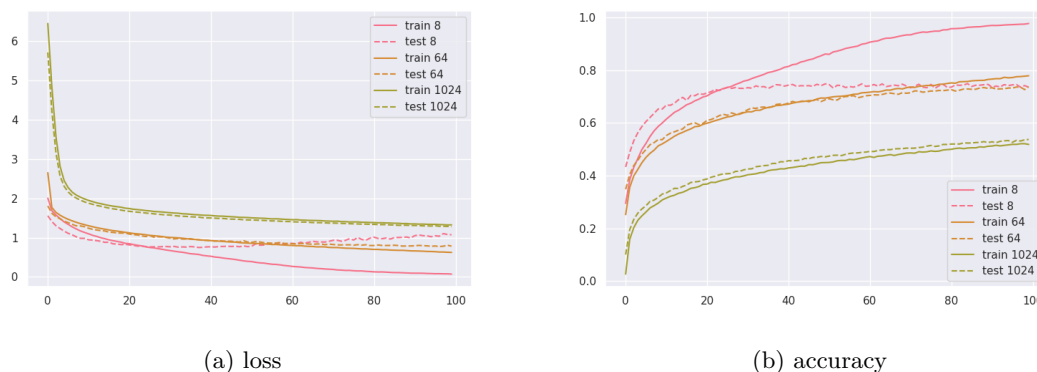 6
5
4
3
2
1
0
0
20
40
60
80
100
train 8
test 8
train 64
test 64
train 1024
test 1024
(a) loss
1.0
0.8
0.6
0.4
0.2
0.0
0
20
40
60
80
100
train 8
test 8
train 64
test 64
train 1024
test 1024
(b) accuracy